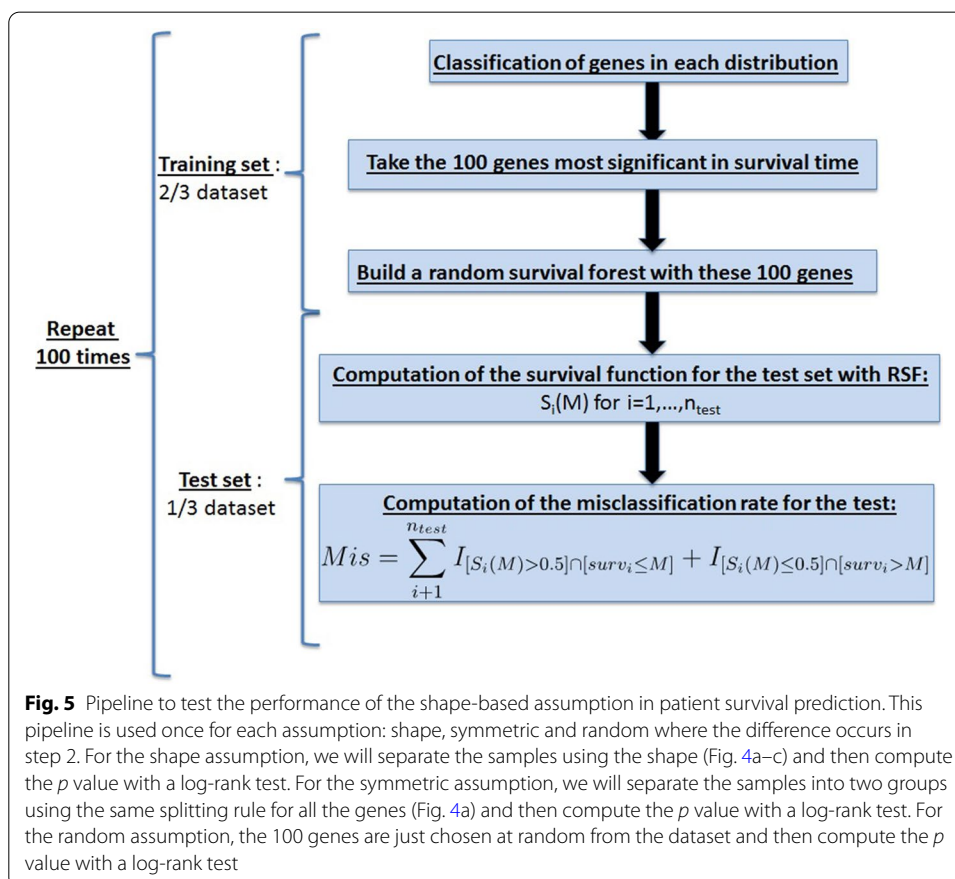 Classification of genes in each distribution
Training set :
2/3 dataset
Take the 100 genes most significant in survival time
Build a random survival forest with these 100 genes
Repeat
100 times
Computation of the survival function for the test set with RSF:
S_i(M) for i=1,...,n_test
Test set :
1/3 dataset
Computation of the misclassification rate for the test:
Mis = \sum_{i+1}^{n_{test}} I_{[S_i(M)>0.5]∩[surv_i≤M]} + I_{[S_i(M)≤0.5]∩[surv_i>M]}
Fig. 5 Pipeline to test the performance of the shape-based assumption in patient survival prediction. This
pipeline is used once for each assumption: shape, symmetric and random where the difference occurs in
step 2. For the shape assumption, we will separate the samples using the shape (Fig. 4a–c) and then compute
the p value with a log-rank test. For the symmetric assumption, we will separate the samples into two groups
using the same splitting rule for all the genes (Fig. 4a) and then compute the p value with a log-rank test. For
the random assumption, the 100 genes are just chosen at random from the dataset and then compute the p
value with a log-rank test